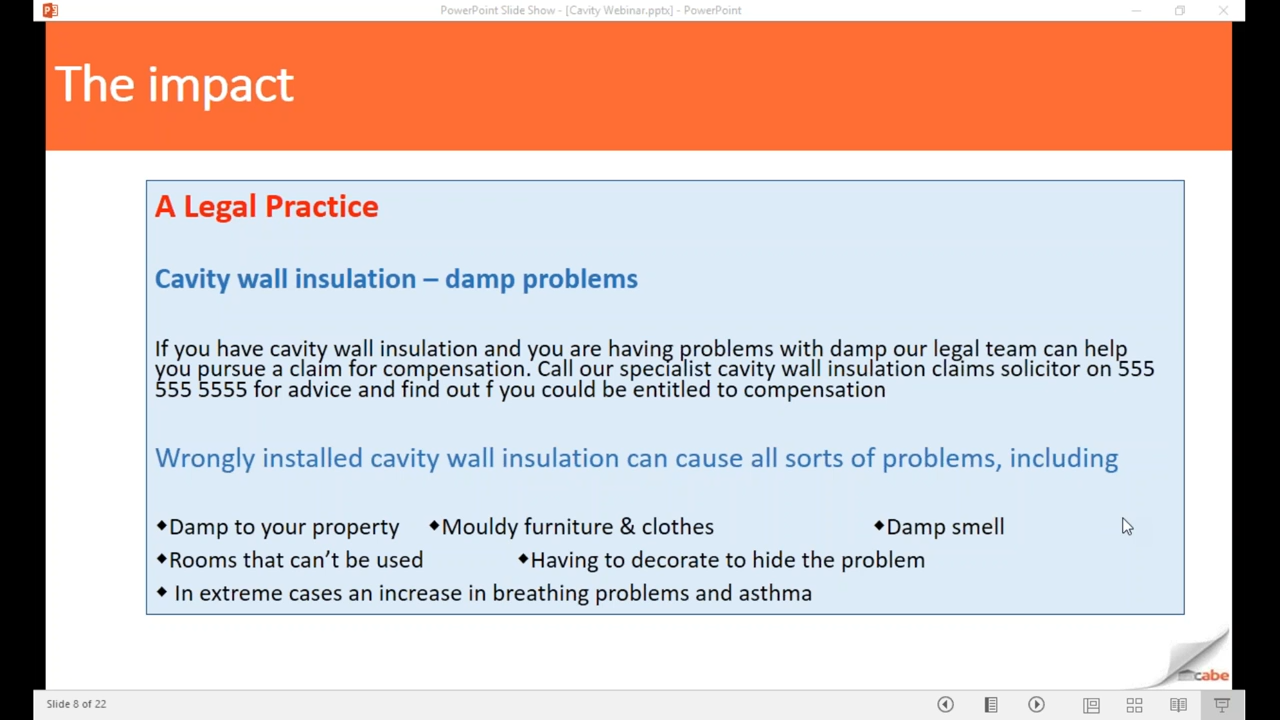 PowerPoint Slide Show - [Cavity Webinar.pptx] - PowerPoint
The impact
A Legal Practice
Cavity wall insulation – damp problems
If you have cavity wall insulation and you are having problems with damp our legal team can help
you pursue a claim for compensation. Call our specialist cavity wall insulation claims solicitor on 555
555 5555 for advice and find out f you could be entitled to compensation
Wrongly installed cavity wall insulation can cause all sorts of problems, including
◆Damp to your property ◆Mouldy furniture & clothes ◆Damp smell
◆Rooms that can’t be used ◆Having to decorate to hide the problem
◆ In extreme cases an increase in breathing problems and asthma
cabe
Slide 8 of 22